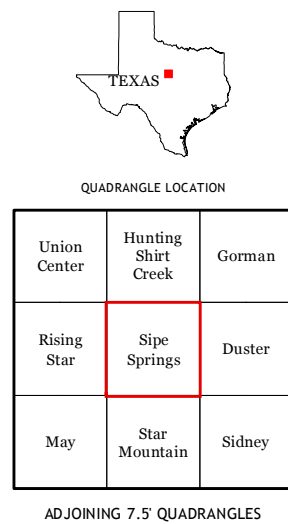 TEXAS
QUADRANGLE LOCATION
Union
Center
Hunting
Shirt
Creek
Gorman
Rising
Star
Sipe
Springs
Duster
May
Star
Mountain
Sidney
ADJOINING 7.5' QUADRANGLES